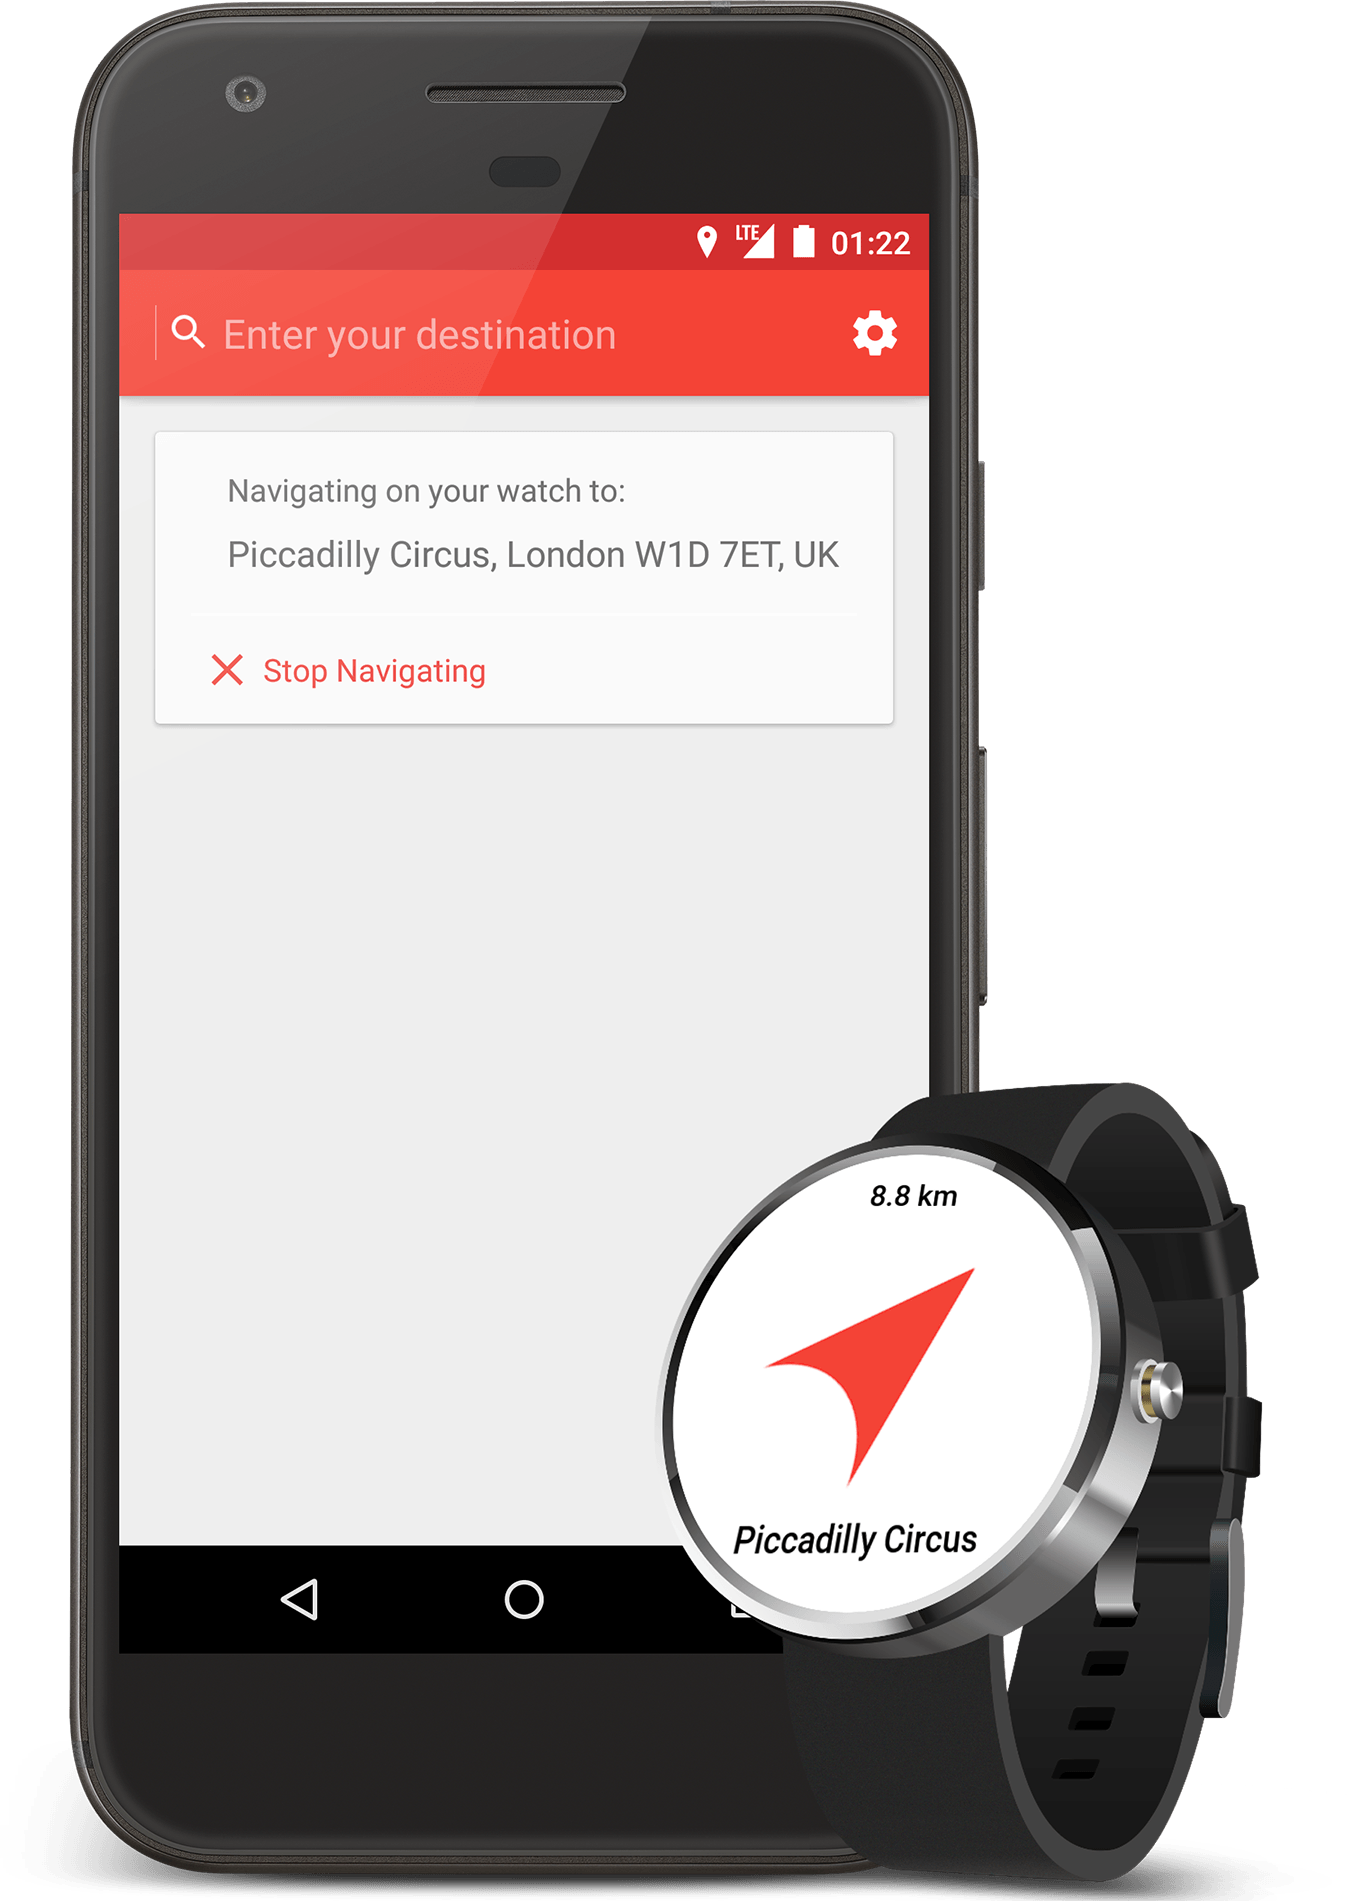 LTE 01:22
Enter your destination
Navigating on your watch to:
Piccadilly Circus, London W1D 7ET, UK
Stop Navigating
8.8 km
Piccadilly Circus